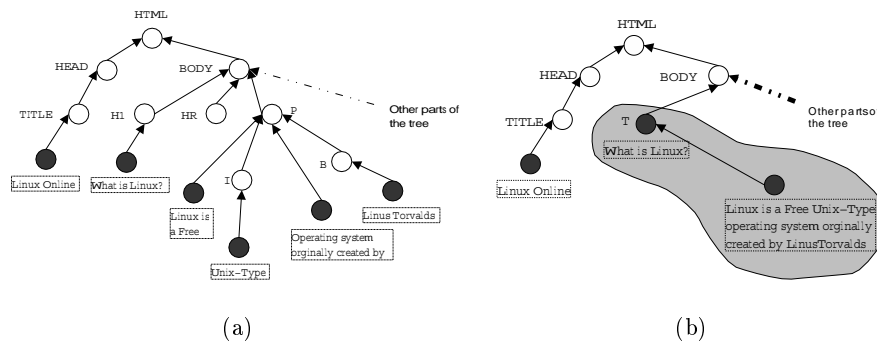 HTML
HEAD
BODY
TITLE
H1
HR
P
Other parts of
the tree
I
B
Linux Online
What is Linux?
Linux is
a Free
Unix-Type
Operating system
orginally created by
Linus Torvalds
(a)
HTML
HEAD
BODY
TITLE
T
Other partso
the tree
What is Linux?
Linux Online
Linux is a Free Unix-Type
operating system orginally
created by LinusTorvalds
(b)